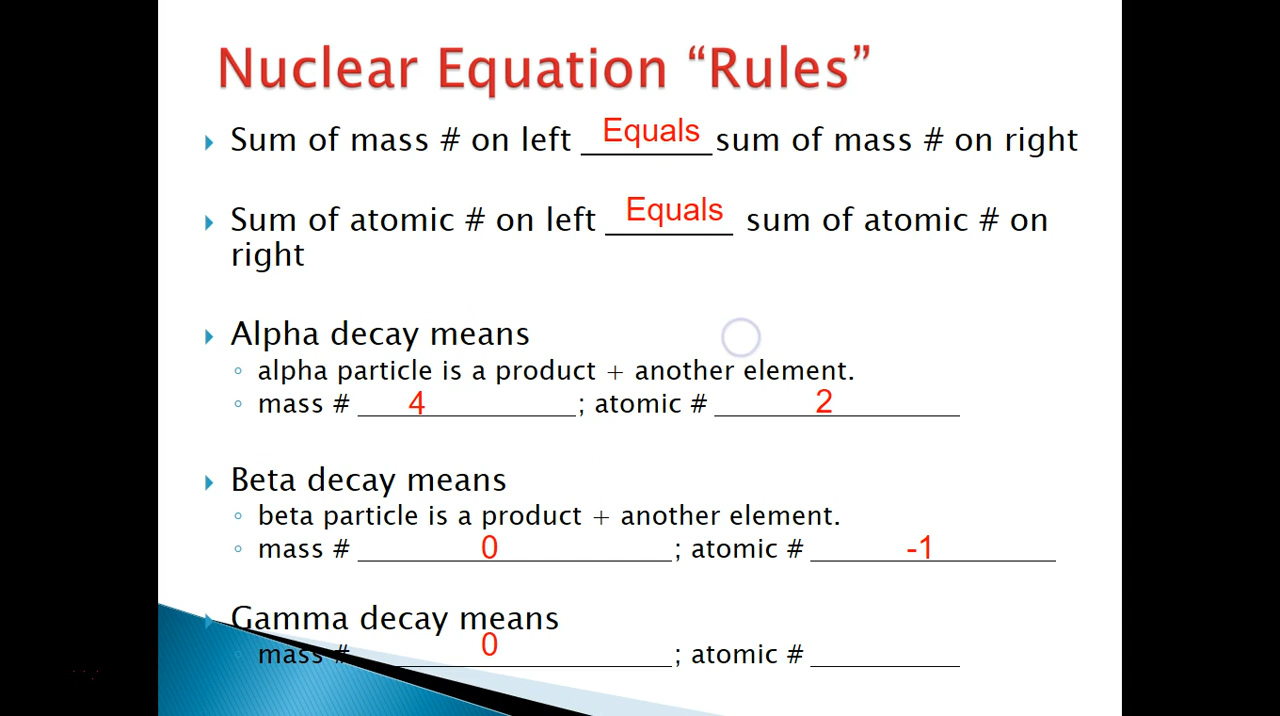 Nuclear Equation “Rules”
Sum of mass # on left Equals sum of mass # on right
Sum of atomic # on left Equals sum of atomic # on
right
Alpha decay means
alpha particle is a product + another element.
mass # 4 ; atomic # 2
Beta decay means
beta particle is a product + another element.
mass # 0 ; atomic # -1
Gamma decay means
mass # 0 ; atomic #